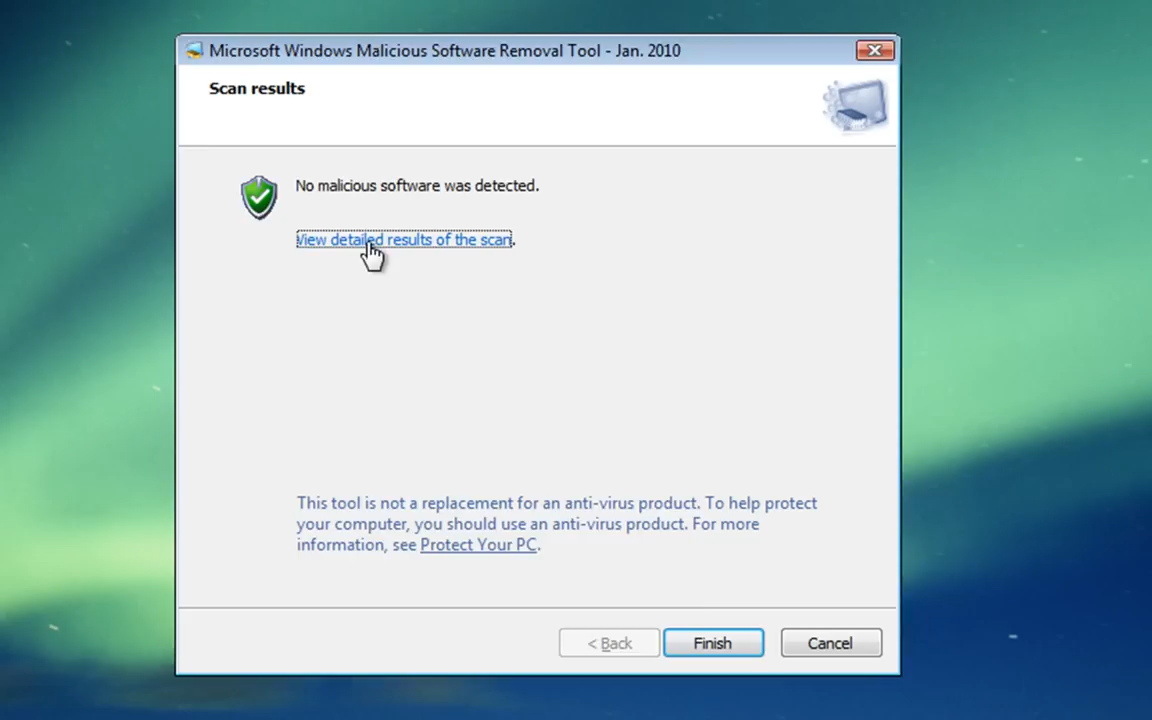 Microsoft Windows Malicious Software Removal Tool - Jan. 2010
Scan results
No malicious software was detected.
View detailed results of the scan.
This tool is not a replacement for an anti-virus product. To help protect
your computer, you should use an anti-virus product. For more
information, see Protect Your PC.
< Back
Finish
Cancel